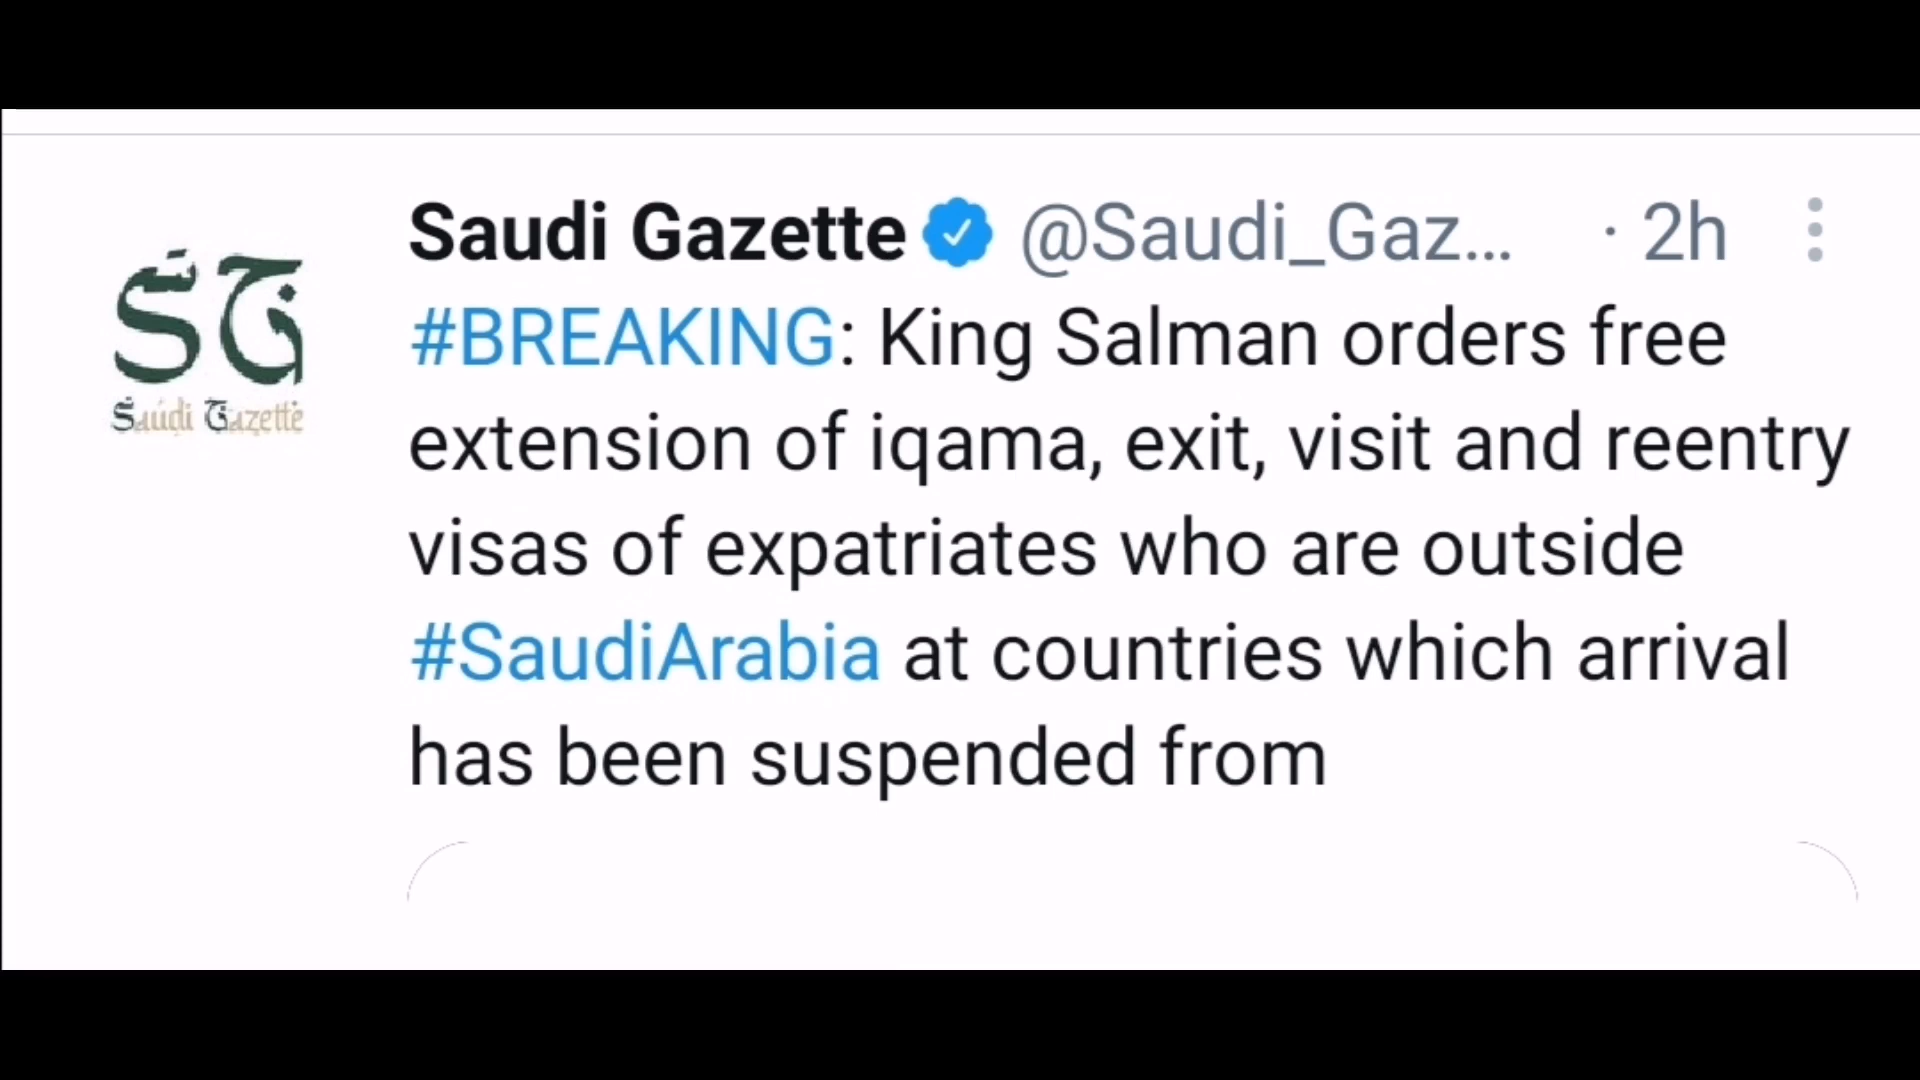 Saudi Gazette @Saudi_Gaz... · 2h
#BREAKING: King Salman orders free
extension of iqama, exit, visit and reentry
visas of expatriates who are outside
#SaudiArabia at countries which arrival
has been suspended from
SG
Saudi Gazette